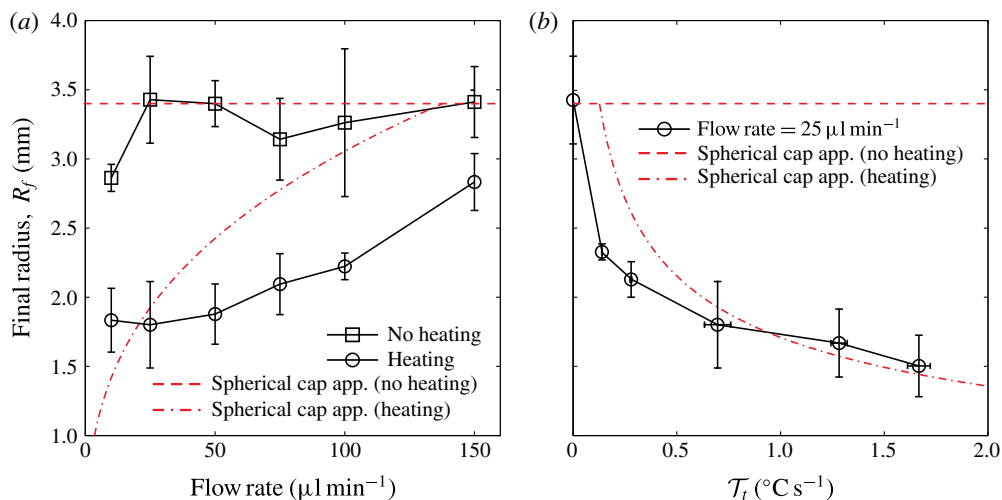 (a)
4.0
3.5
3.0
2.5
2.0
1.5
1.0
Final radius, R_f (mm)
No heating
Heating
Spherical cap app. (no heating)
Spherical cap app. (heating)
0 50 100 150
Flow rate (μl min⁻¹)
(b)
Flow rate = 25 μl min⁻¹
Spherical cap app. (no heating)
Spherical cap app. (heating)
0 0.5 1.0 1.5 2.0
𝒯_t (°C s⁻¹)